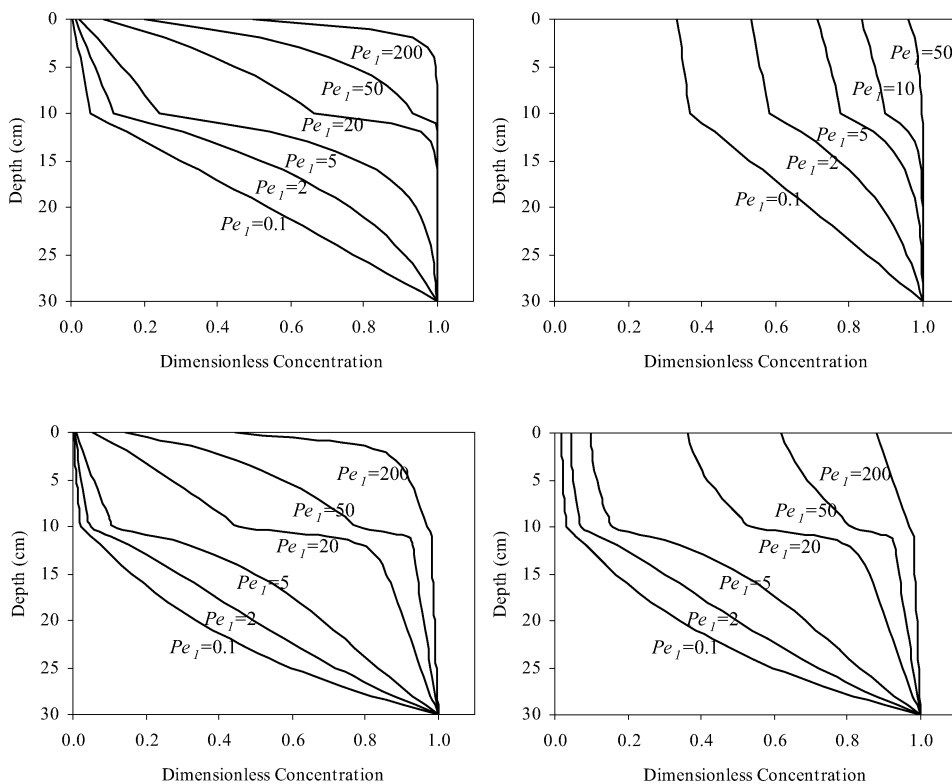 0
5
10
15
20
25
30
Depth (cm)
0.0 0.2 0.4 0.6 0.8 1.0
Dimensionless Concentration
Pe1=200
Pe1=50
Pe1=20
Pe1=5
Pe1=2
Pe1=0.1
0
5
10
15
20
25
30
Depth (cm)
0.0 0.2 0.4 0.6 0.8 1.0
Dimensionless Concentration
Pe1=50
Pe1=10
Pe1=5
Pe1=2
Pe1=0.1
0
5
10
15
20
25
30
Depth (cm)
0.0 0.2 0.4 0.6 0.8 1.0
Dimensionless Concentration
Pe1=200
Pe1=50
Pe1=20
Pe1=5
Pe1=2
Pe1=0.1
0
5
10
15
20
25
30
Depth (cm)
0.0 0.2 0.4 0.6 0.8 1.0
Dimensionless Concentration
Pe1=200
Pe1=50
Pe1=20
Pe1=5
Pe1=2
Pe1=0.1